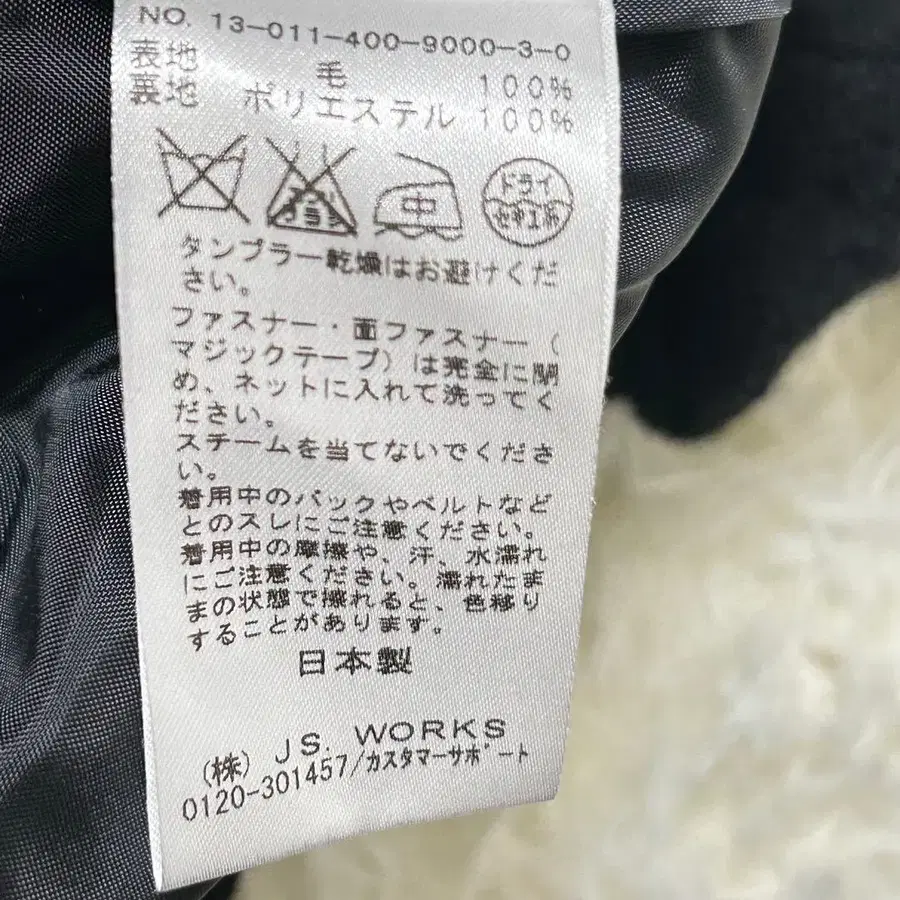 NO. 13-011-400-9000-3-0
表地 毛 100%
裏地 ポリエステル 100%
エンソ
ブラ
中
ドライ
セキユ系
タンブラー乾燥はお避けくだ
さい。
ファスナー・面ファスナー(
マジックテープ)は完全に閉
め、ネットに入れて洗ってく
ださい。
スチームを当てないでくださ
い。
着用中のバックやベルトなど
とのスレにご注意ください。
着用中の摩擦や、汗、水濡れ
にご注意ください。濡れたま
まの状態で擦れると、色移り
することがあります。
日本製
(株) JS. WORKS
0120-301457/カスタマーサポート